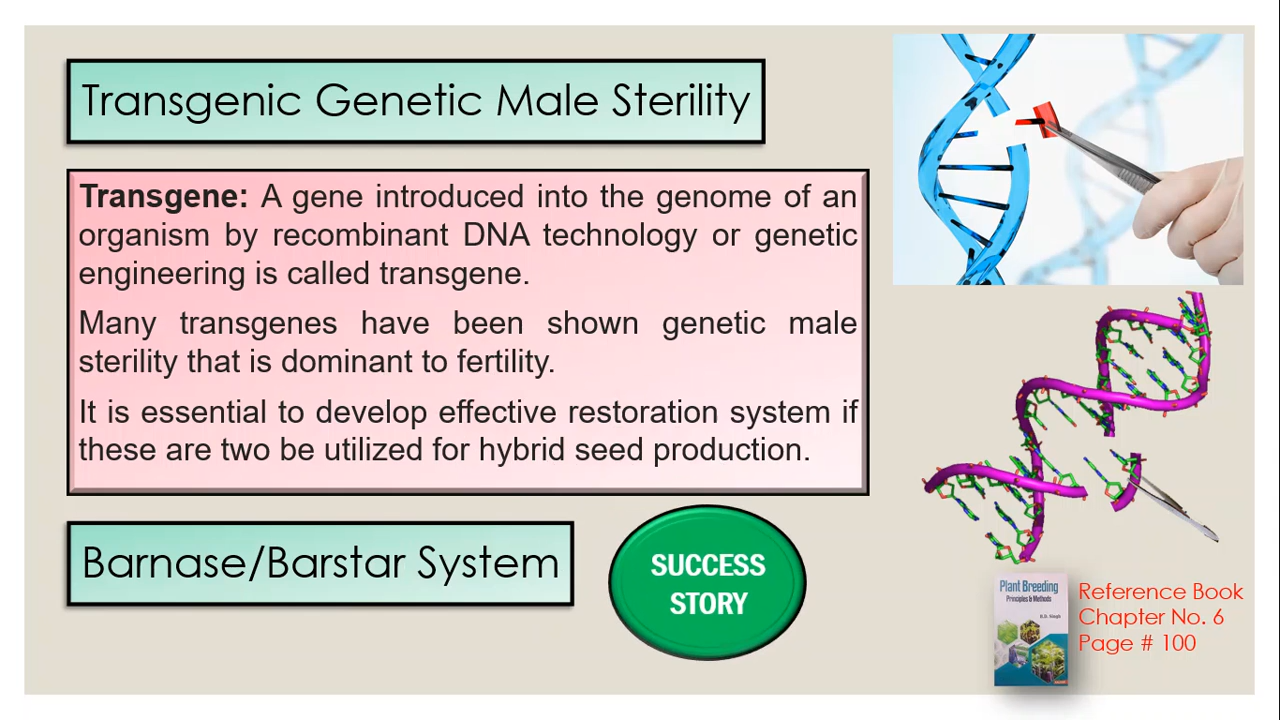 Transgenic Genetic Male Sterility
Transgene: A gene introduced into the genome of an
organism by recombinant DNA technology or genetic
engineering is called transgene.
Many transgenes have been shown genetic male
sterility that is dominant to fertility.
It is essential to develop effective restoration system if
these are two be utilized for hybrid seed production.
Barnase/Barstar System
SUCCESS
STORY
Plant Breeding
Principles & Methods
B.D. Singh
Reference Book
Chapter No. 6
Page # 100